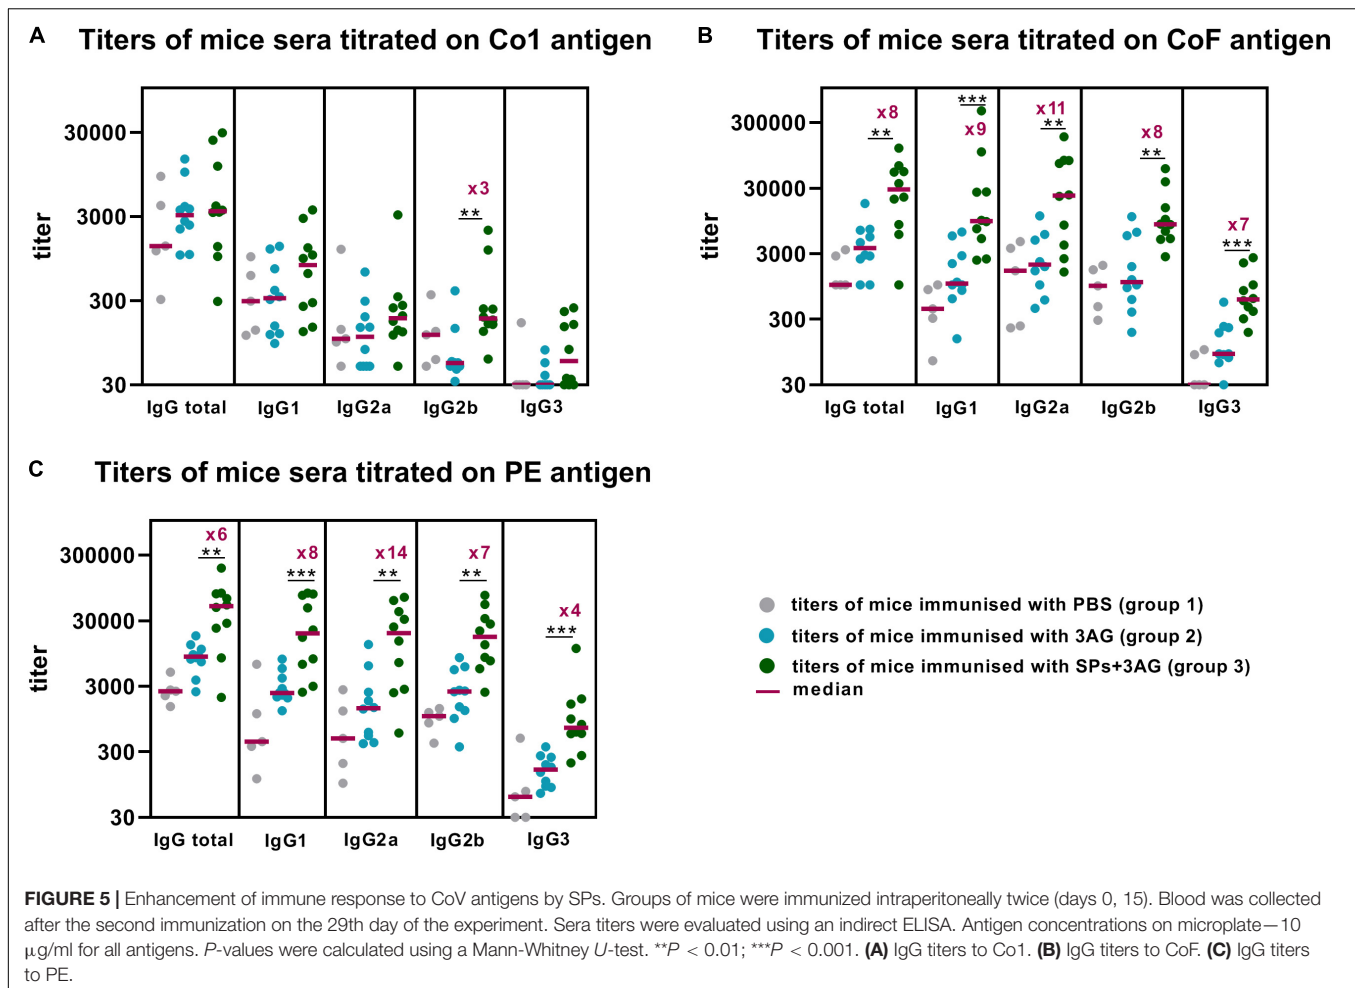 A Titers of mice sera titrated on Co1 antigen
30000
3000
300
30
titer
x3
**
IgG total IgG1 IgG2a IgG2b IgG3
B Titers of mice sera titrated on CoF antigen
300000
30000
3000
300
30
titer
x8
**
***
x9
x11
**
x8
**
x7
***
IgG total IgG1 IgG2a IgG2b IgG3
C Titers of mice sera titrated on PE antigen
300000
30000
3000
300
30
titer
x6
**
x8
***
x14
**
x7
**
x4
***
IgG total IgG1 IgG2a IgG2b IgG3
titers of mice immunised with PBS (group 1)
titers of mice immunised with 3AG (group 2)
titers of mice immunised with SPs+3AG (group 3)
median
FIGURE 5 | Enhancement of immune response to CoV antigens by SPs. Groups of mice were immunized intraperitoneally twice (days 0, 15). Blood was collected
after the second immunization on the 29th day of the experiment. Sera titers were evaluated using an indirect ELISA. Antigen concentrations on microplate—10
μg/ml for all antigens. P-values were calculated using a Mann-Whitney U-test. **P < 0.01; ***P < 0.001. (A) IgG titers to Co1. (B) IgG titers to CoF. (C) IgG titers
to PE.